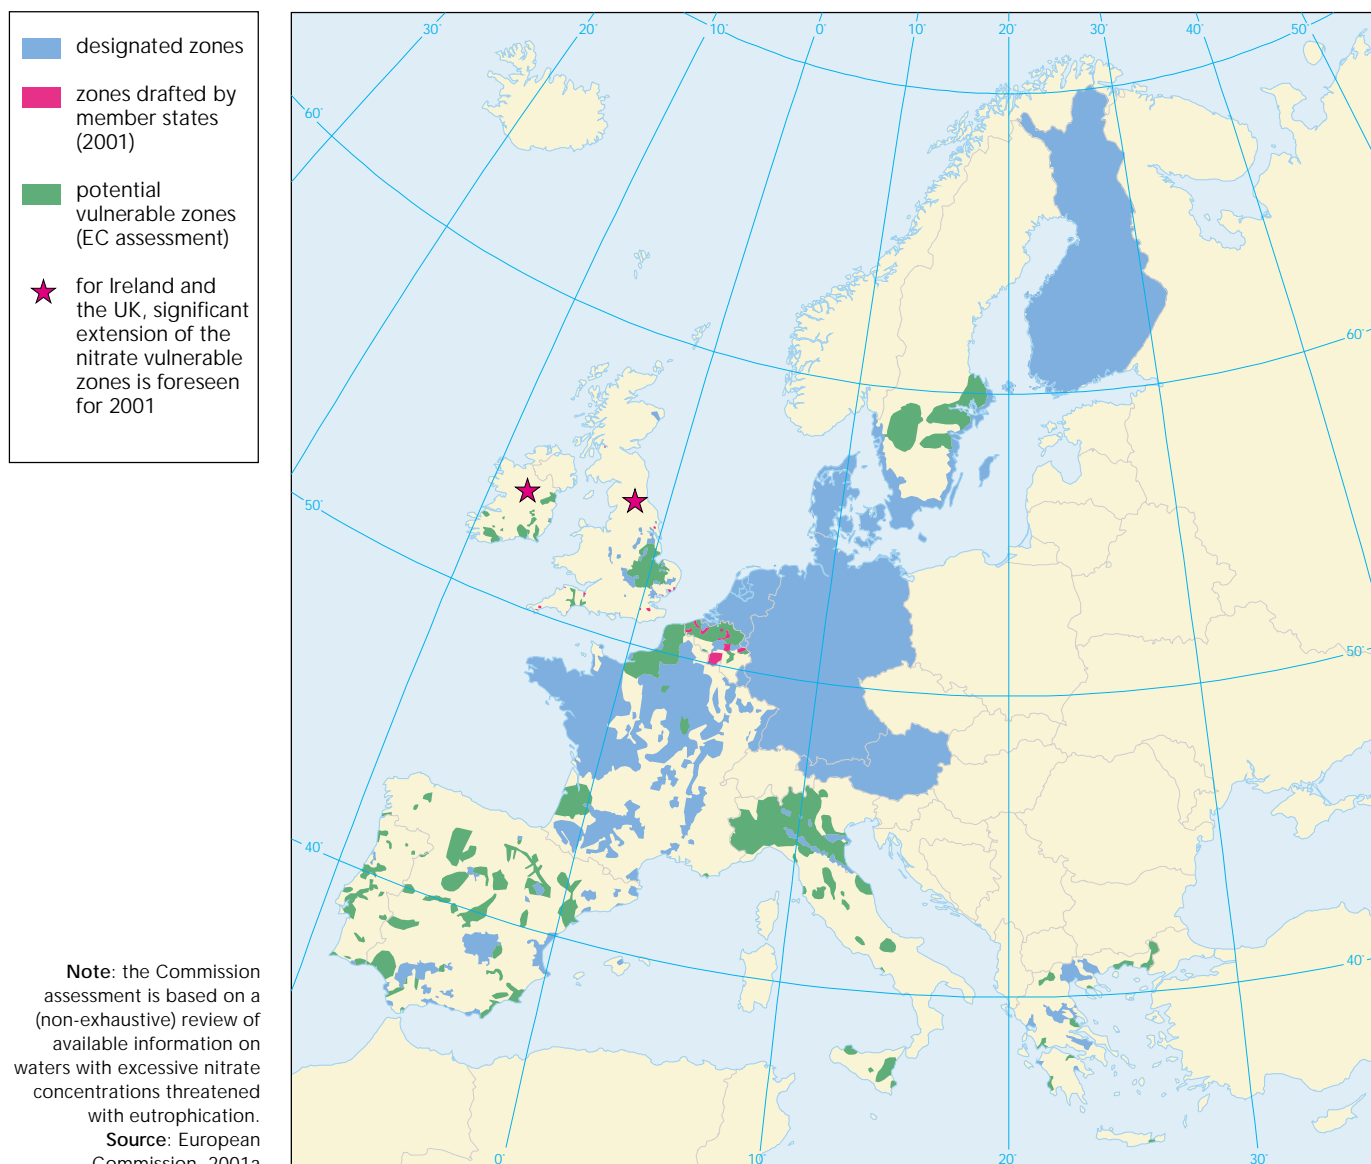 designated zones
zones drafted by
member states
(2001)
potential
vulnerable zones
(EC assessment)
for Ireland and
the UK, significant
extension of the
nitrate vulnerable
zones is foreseen
for 2001
30°
20°
10°
0°
10°
20°
30°
40°
50°
60°
60°
50°
50°
40°
40°
0°
10°
20°
30°
Note: the Commission
assessment is based on a
(non-exhaustive) review of
available information on
waters with excessive nitrate
concentrations threatened
with eutrophication.
Source: European
Commission, 2001a